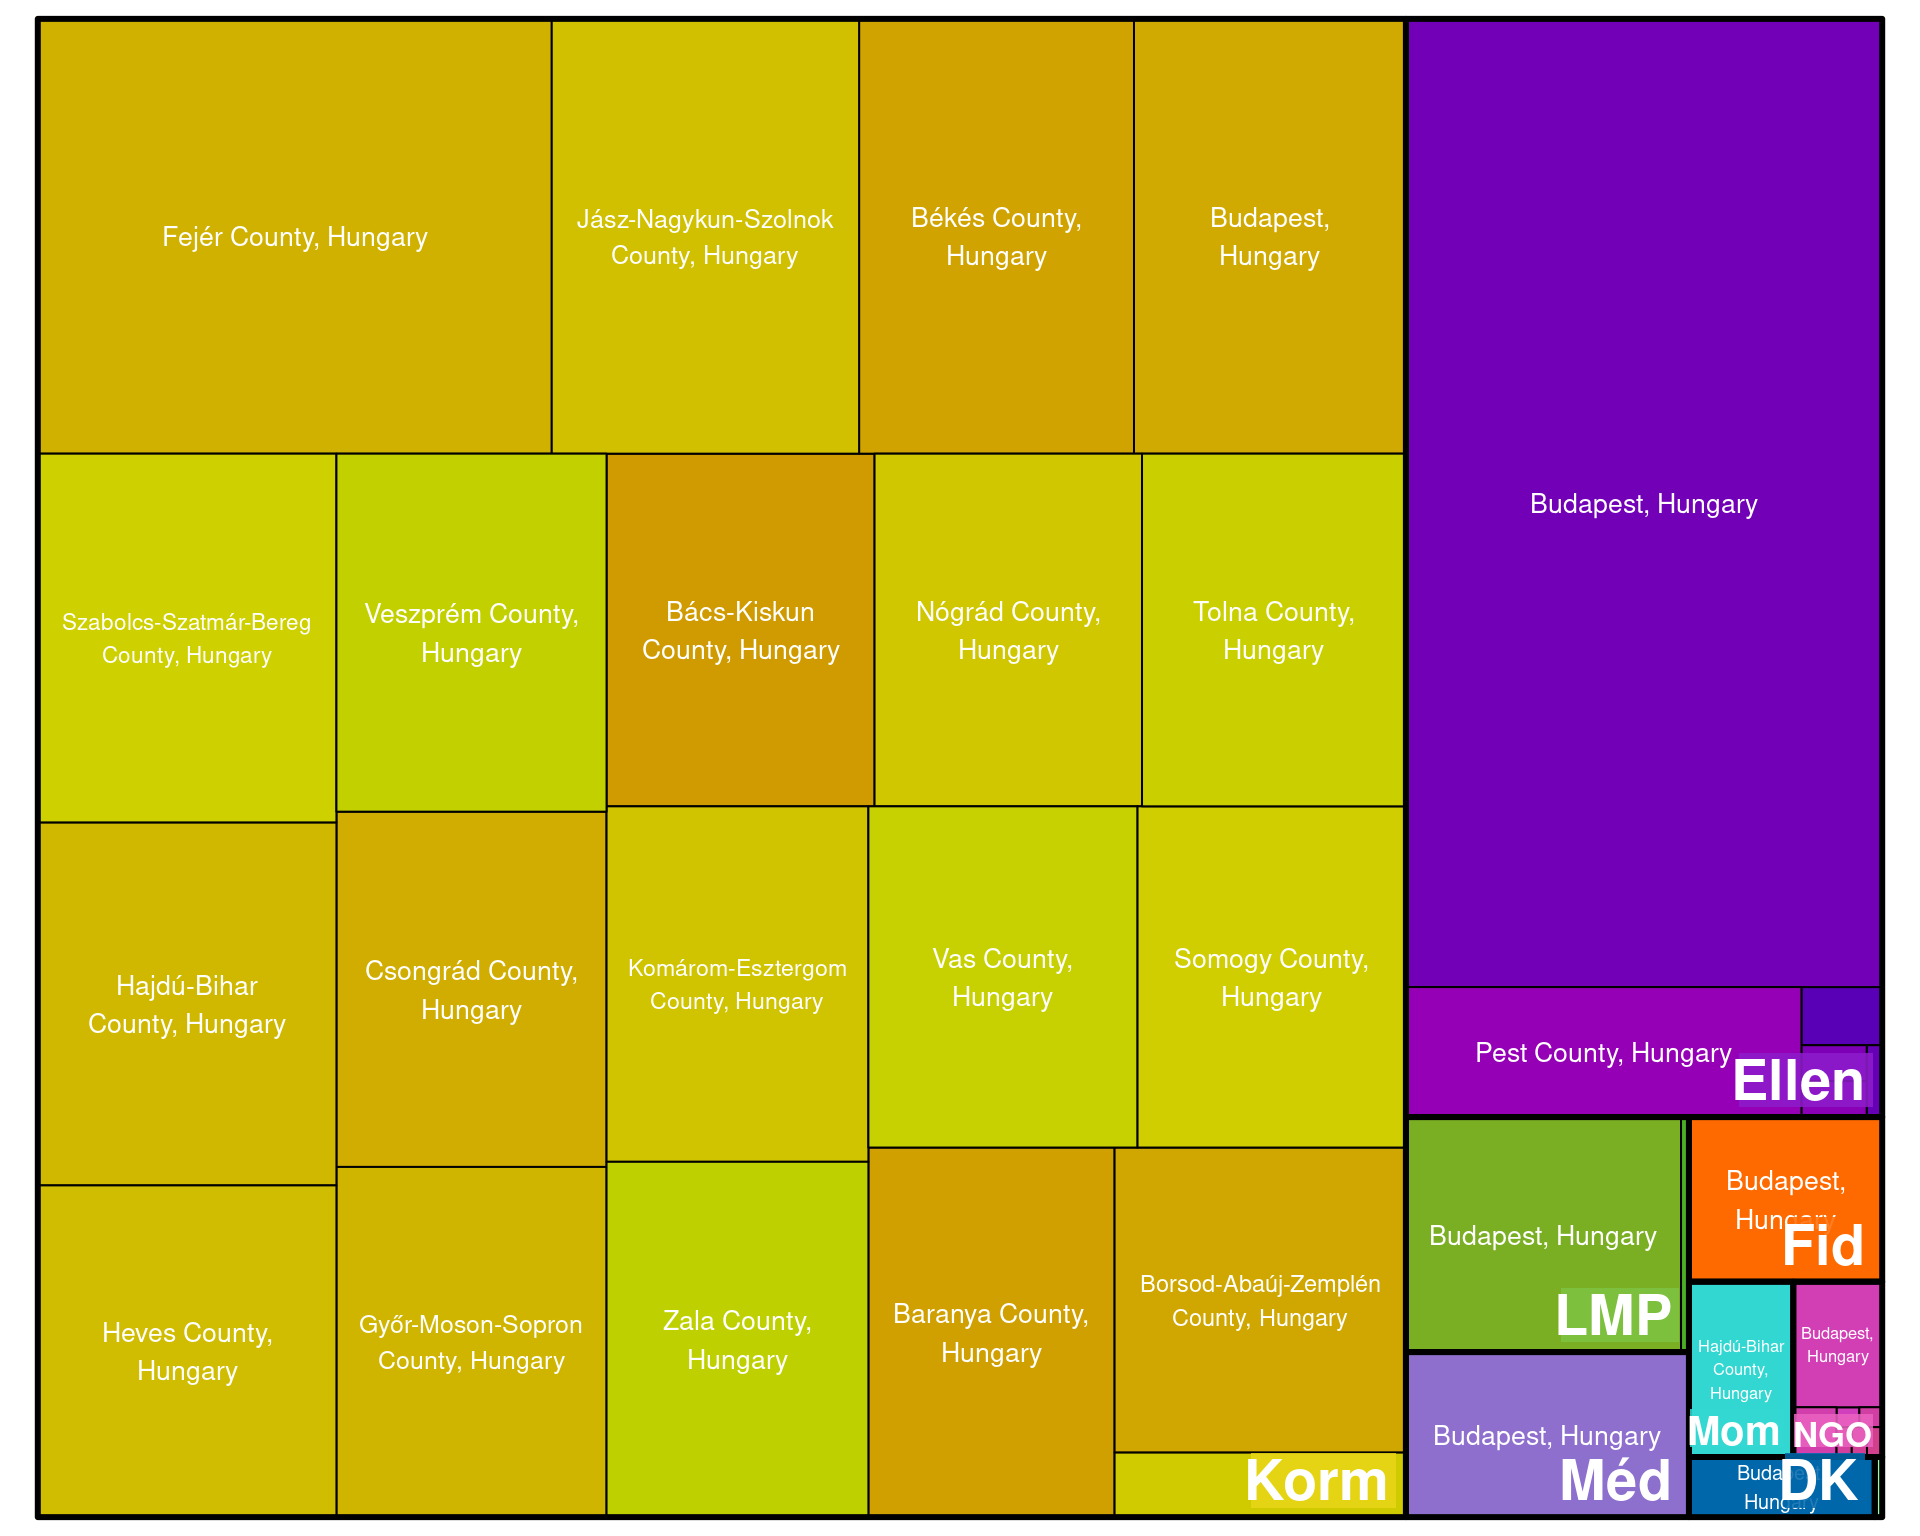 Fejér County, Hungary
Jász-Nagykun-Szolnok
County, Hungary
Békés County,
Hungary
Budapest,
Hungary
Szabolcs-Szatmár-Bereg
County, Hungary
Veszprém County,
Hungary
Bács-Kiskun
County, Hungary
Nógrád County,
Hungary
Tolna County,
Hungary
Hajdú-Bihar
County, Hungary
Csongrád County,
Hungary
Komárom-Esztergom
County, Hungary
Vas County,
Hungary
Somogy County,
Hungary
Heves County,
Hungary
Győr-Moson-Sopron
County, Hungary
Zala County,
Hungary
Baranya County,
Hungary
Borsod-Abaúj-Zemplén
County, Hungary
Korm
Budapest, Hungary
Pest County, Hungary
Ellen
Budapest, Hungary
LMP
Budapest, Hungary
Méd
Budapest,
Hungary
Fid
Hajdú-Bihar
County,
Hungary
Mom
Budapest,
Hungary
NGO
Budapest,
Hungary
DK